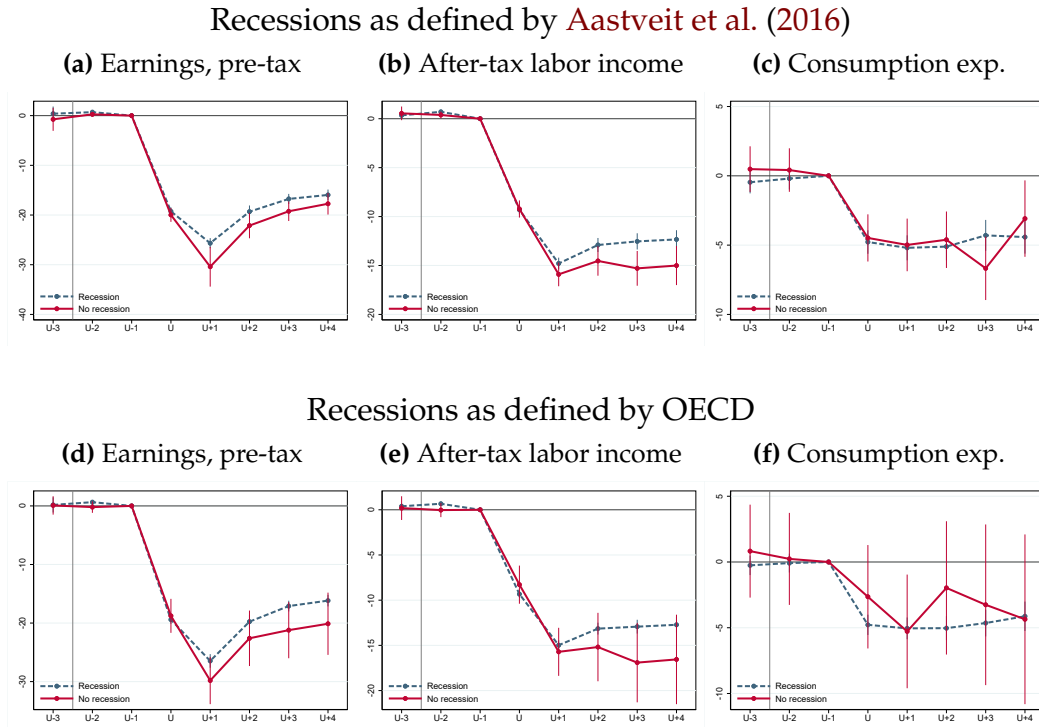 Recessions as defined by Aastveit et al. (2016)
(a) Earnings, pre-tax
0
-10
-20
-30
-40
Recession
No recession
U-3 U-2 U-1 U U+1 U+2 U+3 U+4
(b) After-tax labor income
0
-5
-10
-15
-20
Recession
No recession
U-3 U-2 U-1 U U+1 U+2 U+3 U+4
(c) Consumption exp.
5
0
-5
-10
Recession
No recession
U-3 U-2 U-1 U U+1 U+2 U+3 U+4
Recessions as defined by OECD
(d) Earnings, pre-tax
0
-10
-20
-30
Recession
No recession
U-3 U-2 U-1 U U+1 U+2 U+3 U+4
(e) After-tax labor income
0
-5
-10
-15
-20
Recession
No recession
U-3 U-2 U-1 U U+1 U+2 U+3 U+4
(f) Consumption exp.
5
0
-5
-10
Recession
No recession
U-3 U-2 U-1 U U+1 U+2 U+3 U+4